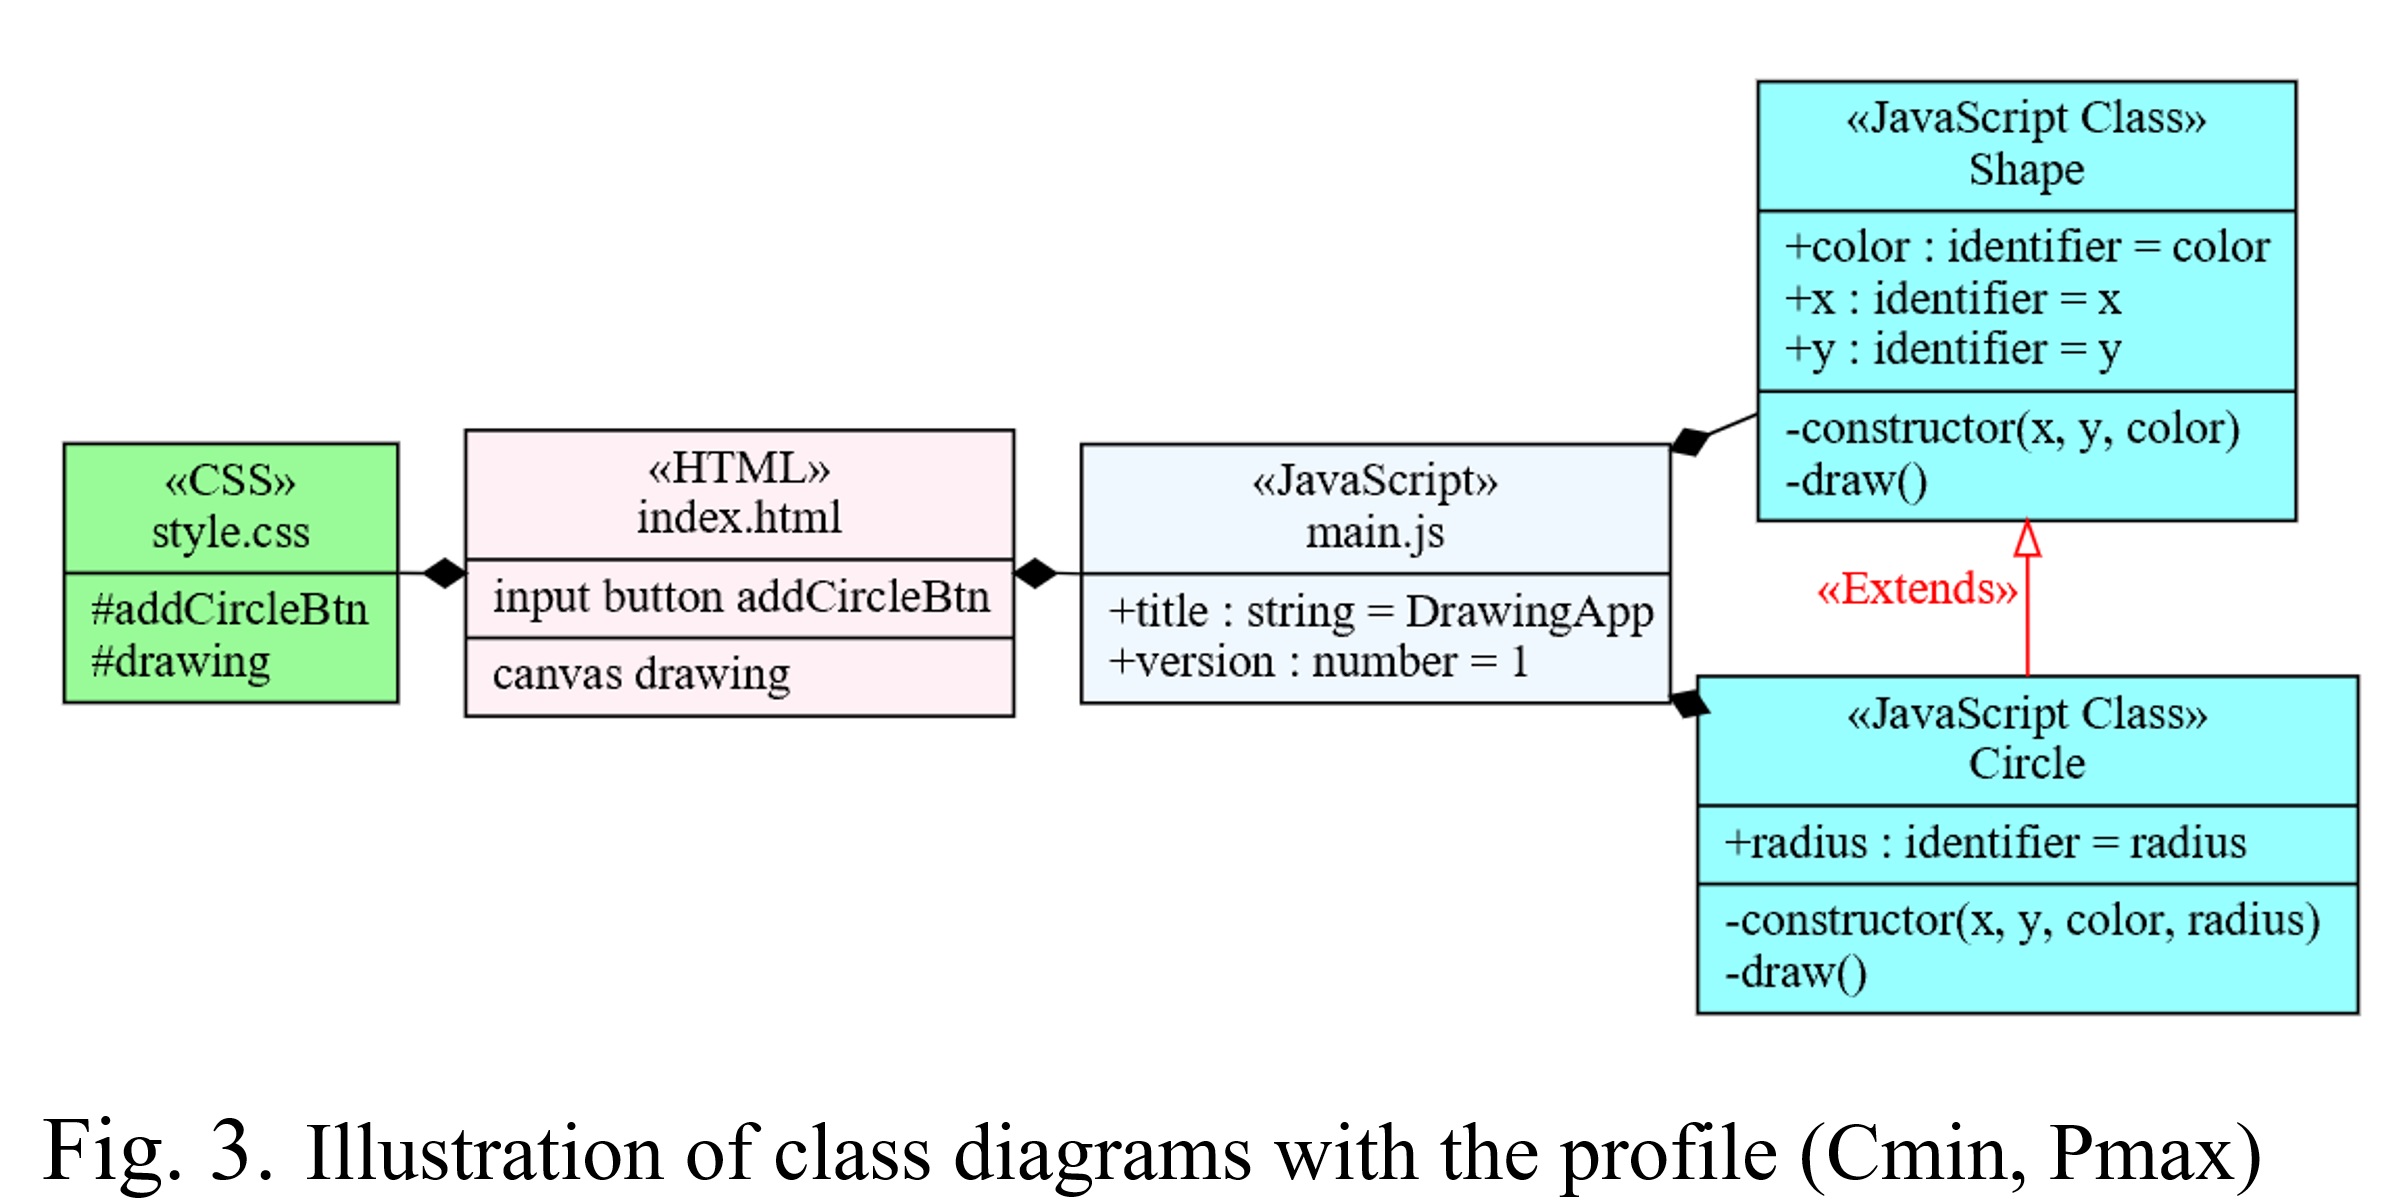 «CSS»
style.css
#addCircleBtn
#drawing
«HTML»
index.html
input button addCircleBtn
canvas drawing
«JavaScript»
main.js
+title : string = DrawingApp
+version : number = 1
«JavaScript Class»
Shape
+color : identifier = color
+x : identifier = x
+y : identifier = y
-constructor(x, y, color)
-draw()
«Extends»
«JavaScript Class»
Circle
+radius : identifier = radius
-constructor(x, y, color, radius)
-draw()
Fig. 3. Illustration of class diagrams with the profile (Cmin, Pmax)